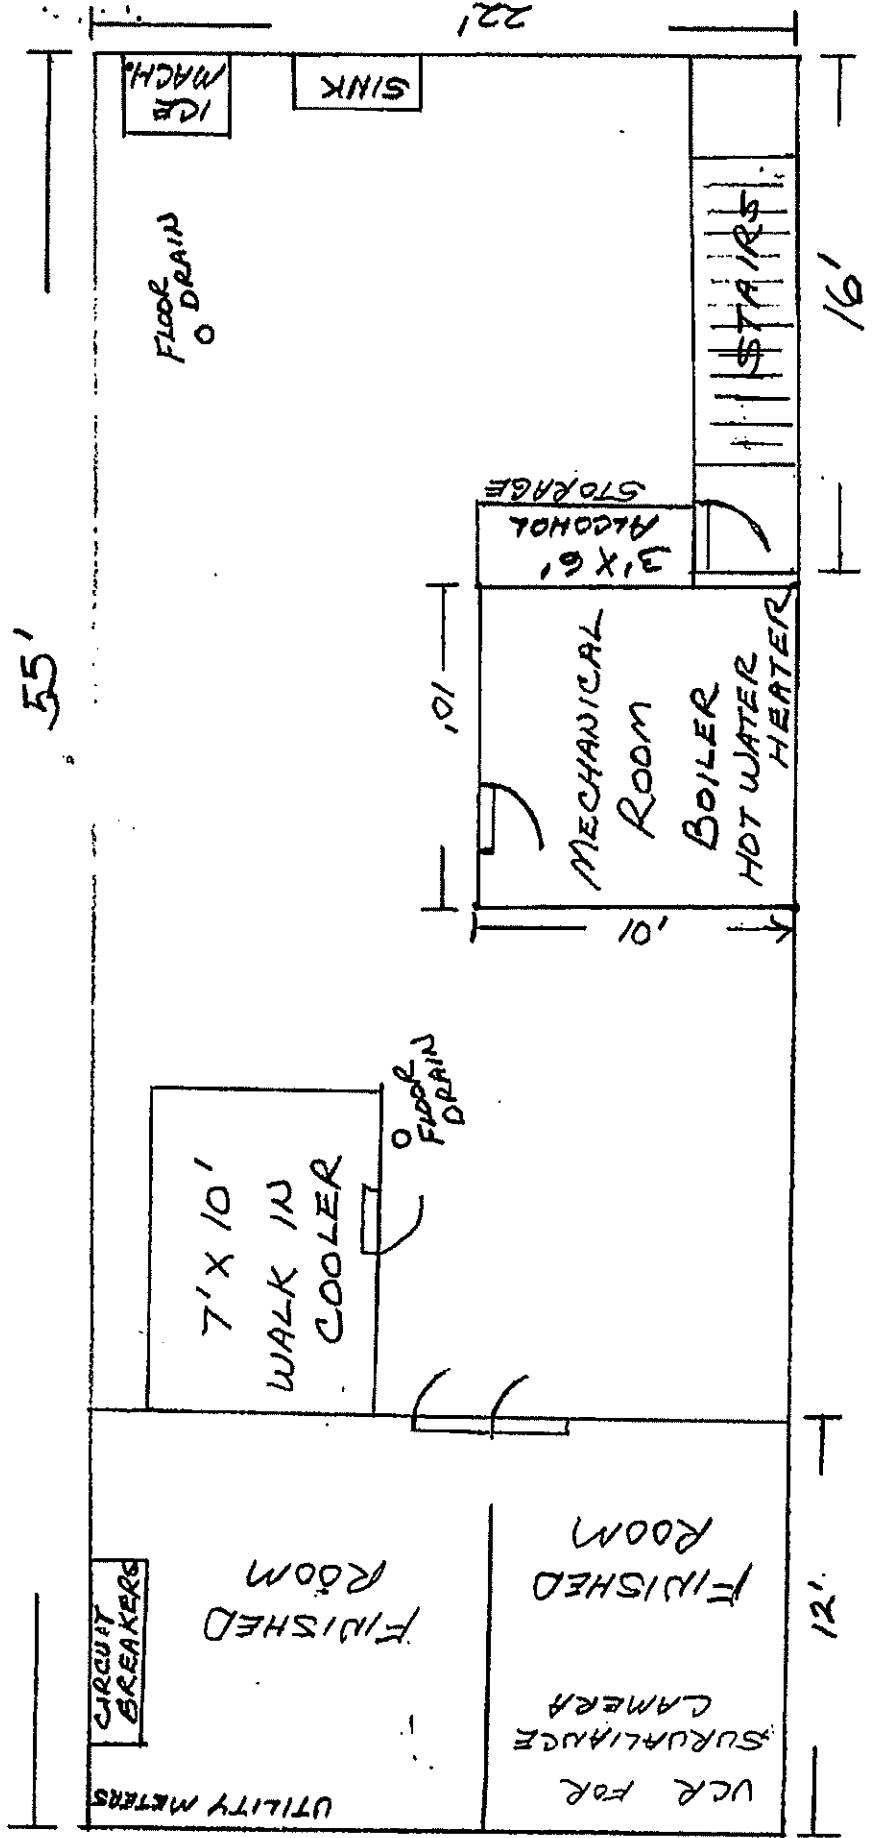 22'
55'
ICE
MACH.
SINK
FLOOR
DRAIN
STAIRS
16'
3' X 6'
ALCOHOL
STORAGE
10'
MECHANICAL
ROOM
BOILER
HOT WATER
HEATER
10'
7' X 10'
WALK IN
COOLER
FLOOR
DRAIN
CIRCUIT
BREAKERS
UTILITY METERS
FINISHED
ROOM
FINISHED
ROOM
VCR FOR
SURVALIANCE
CAMERA
12'